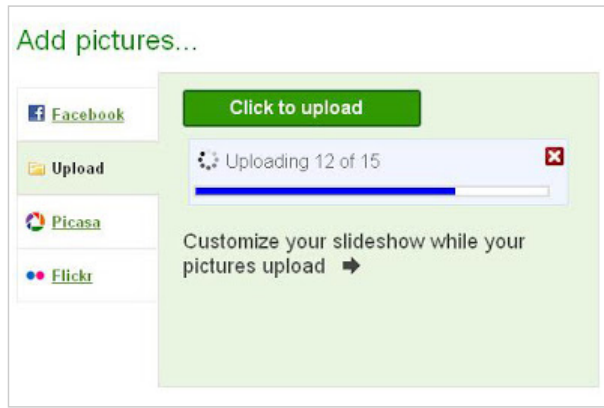 Add pictures...
Facebook
Upload
Picasa
Flickr
Click to upload
Uploading 12 of 15
Customize your slideshow while your
pictures upload